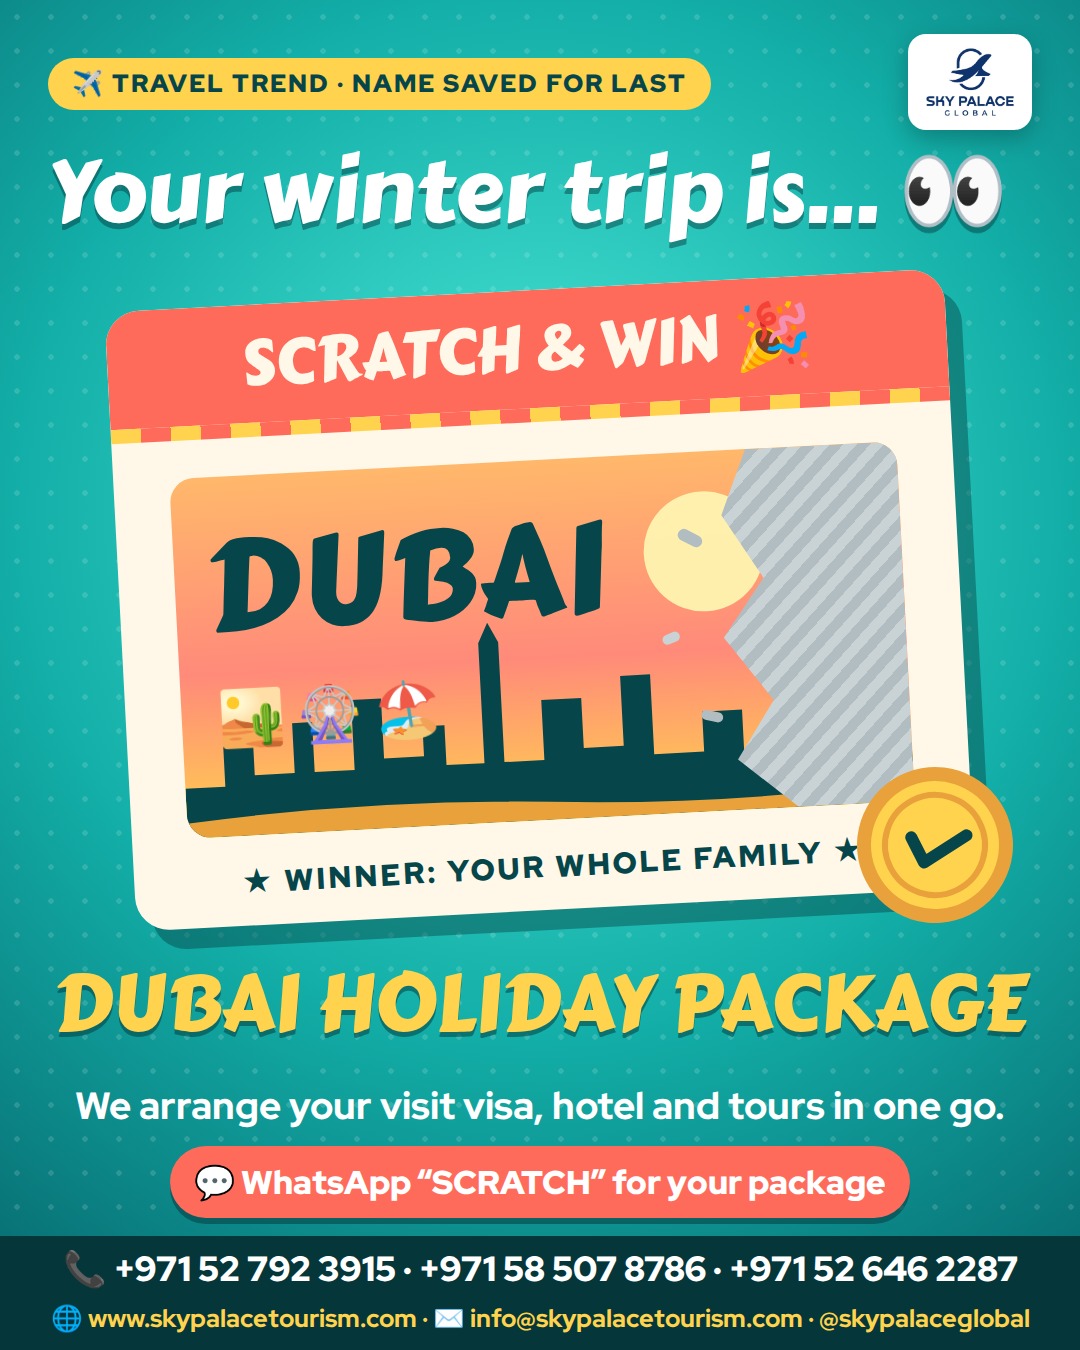 ✈️ TRAVEL TREND · NAME SAVED FOR LAST
SKY PALACE
GLOBAL
Your winter trip is... 👀
SCRATCH & WIN 🎉
DUBAI
★ WINNER: YOUR WHOLE FAMILY ★
DUBAI HOLIDAY PACKAGE
We arrange your visit visa, hotel and tours in one go.
💬 WhatsApp “SCRATCH” for your package
📞 +971 52 792 3915 · +971 58 507 8786 · +971 52 646 2287
🌐 www.skypalacetourism.com · ✉️ info@skypalacetourism.com · @skypalaceglobal